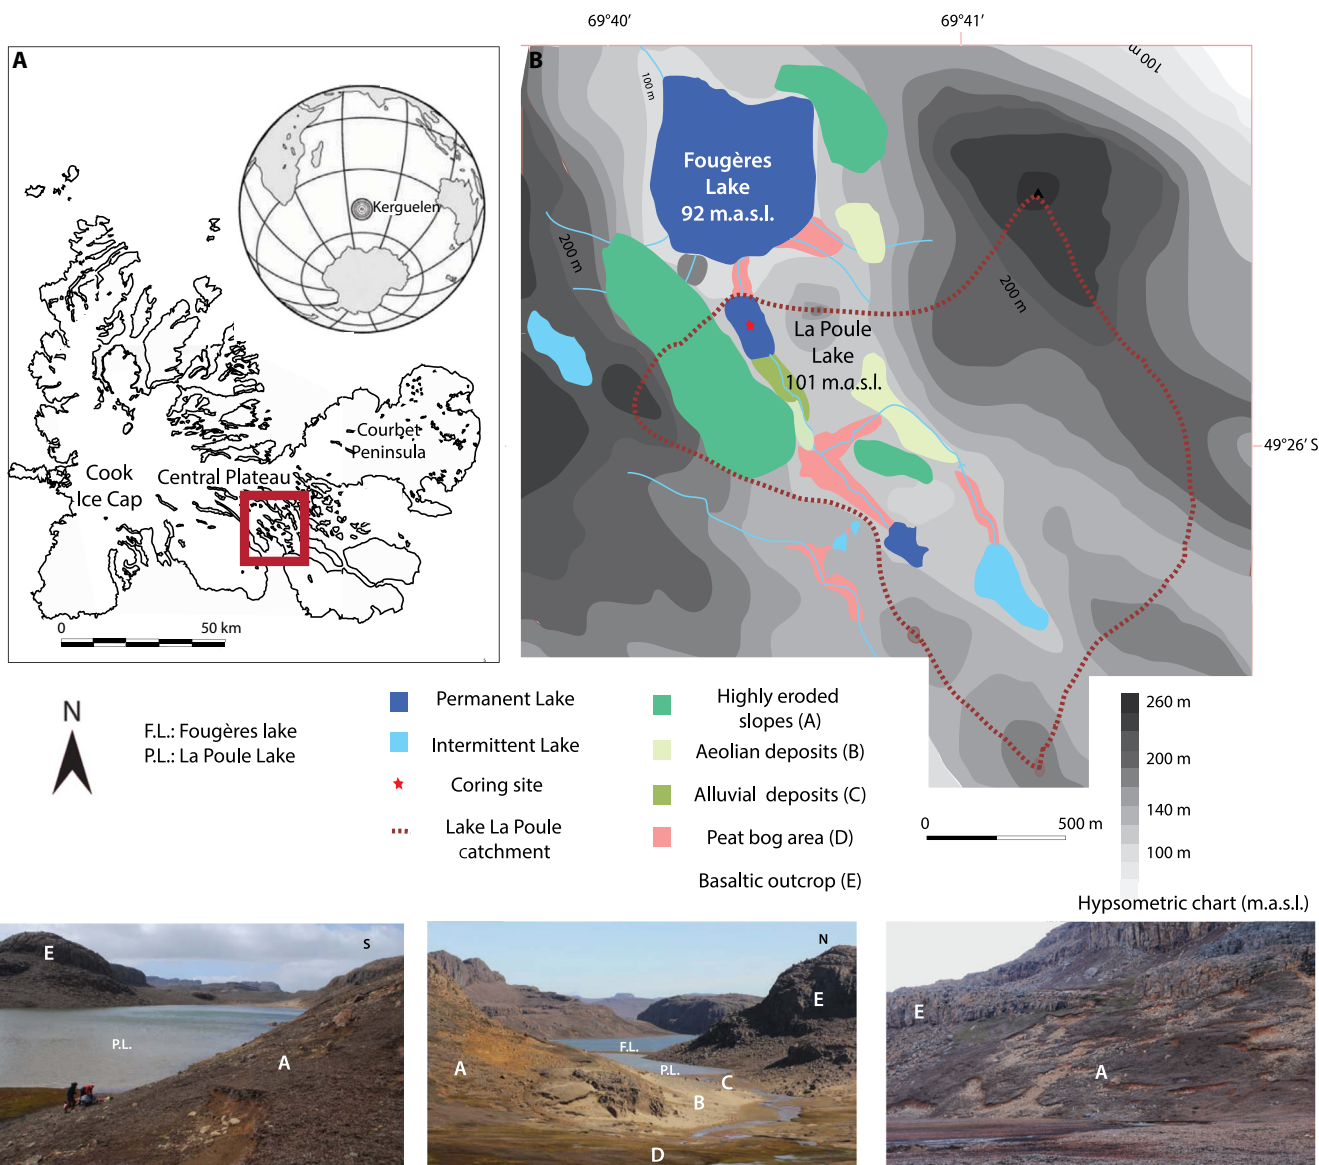 69°40′
69°41′
A
Kerguelen
Courbet
Peninsula
Cook
Ice Cap
Central Plateau
0
50 km
B
100 m
100 m
Fougères
Lake
92 m.a.s.l.
200 m
200 m
La Poule
Lake
101 m.a.s.l.
49°26′ S
N
F.L.: Fougères lake
P.L.: La Poule Lake
Permanent Lake
Intermittent Lake
Coring site
Lake La Poule
catchment
Highly eroded
slopes (A)
Aeolian deposits (B)
Alluvial deposits (C)
Peat bog area (D)
Basaltic outcrop (E)
0
500 m
260 m
200 m
140 m
100 m
Hypsometric chart (m.a.s.l.)
E
S
P.L.
A
N
E
A
F.L.
P.L.
C
B
D
E
A